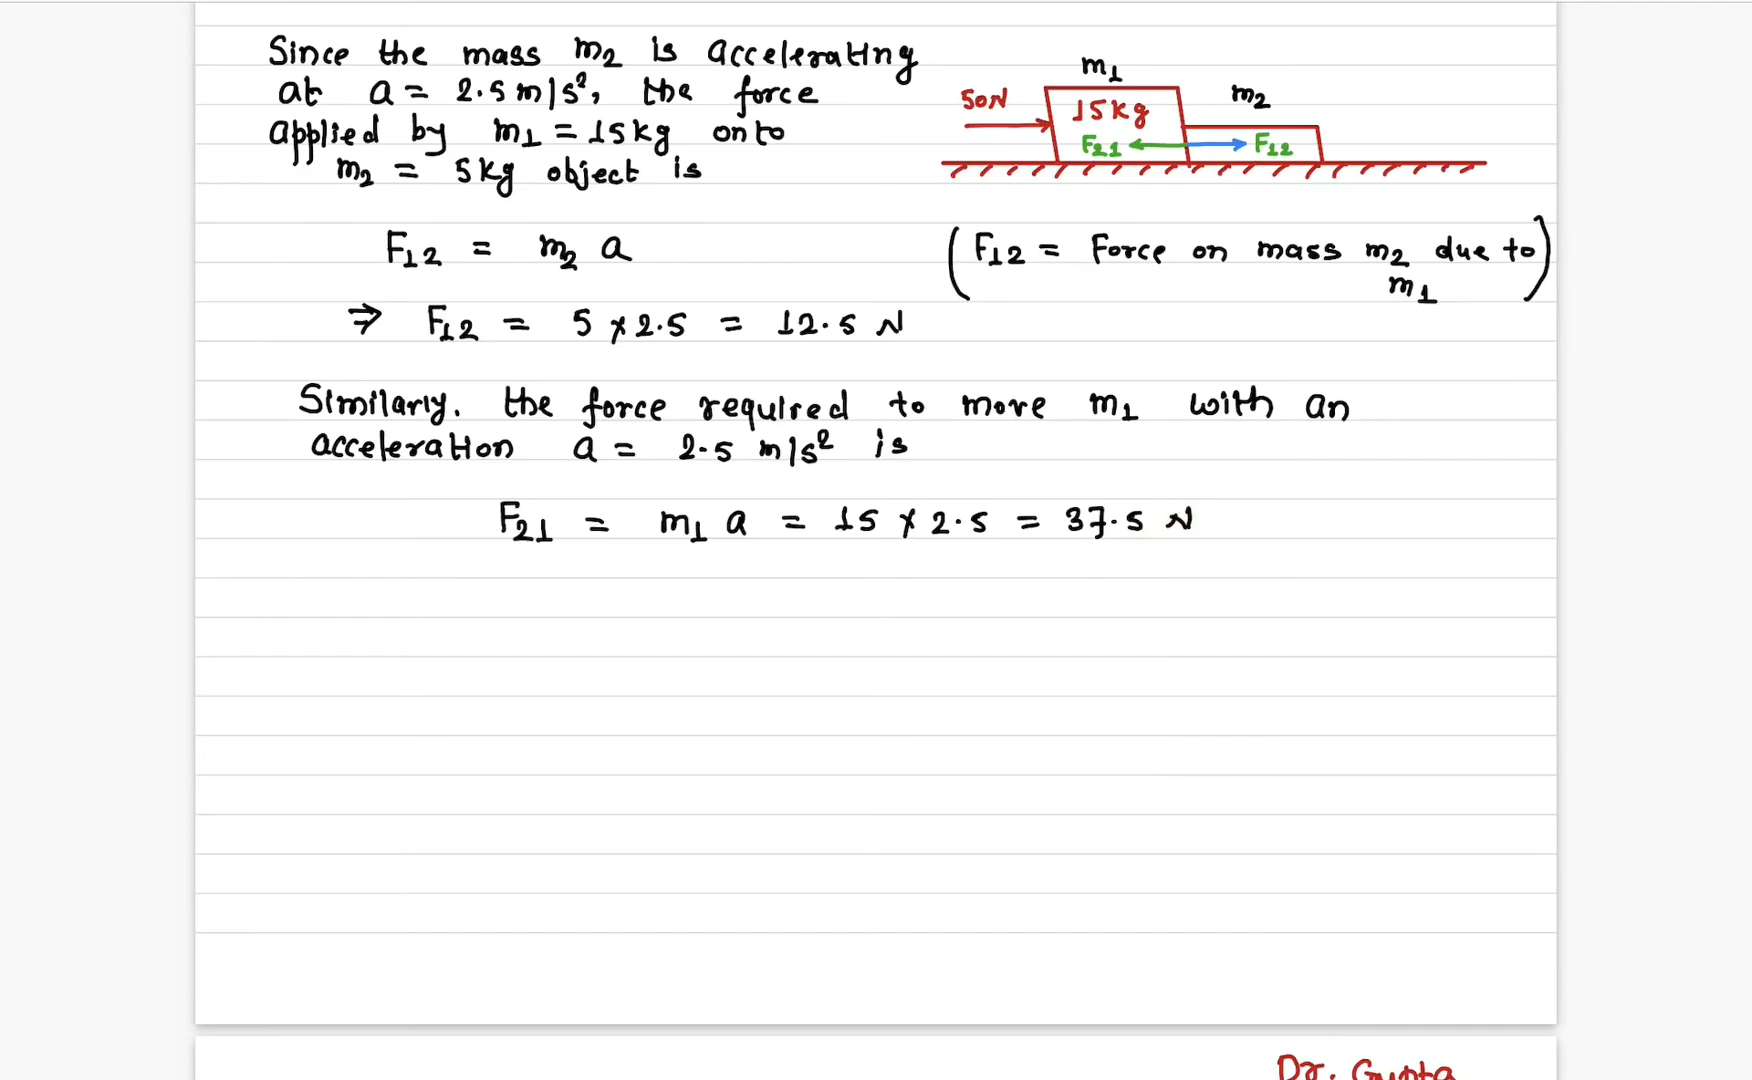 Since the mass m2 is accelerating
at a = 2.5 m/s², the force
applied by m1 = 15kg onto
m2 = 5kg object is
m1
50N
15kg
m2
F21
F12
F12 = m2 a
(F12 = Force on mass m2 due to
m1)
⇒ F12 = 5 × 2.5 = 12.5 N
Similarly, the force required to move m1 with an
acceleration a = 2.5 m/s² is
F21 = m1 a = 15 × 2.5 = 37.5 N
Dr. Gupta